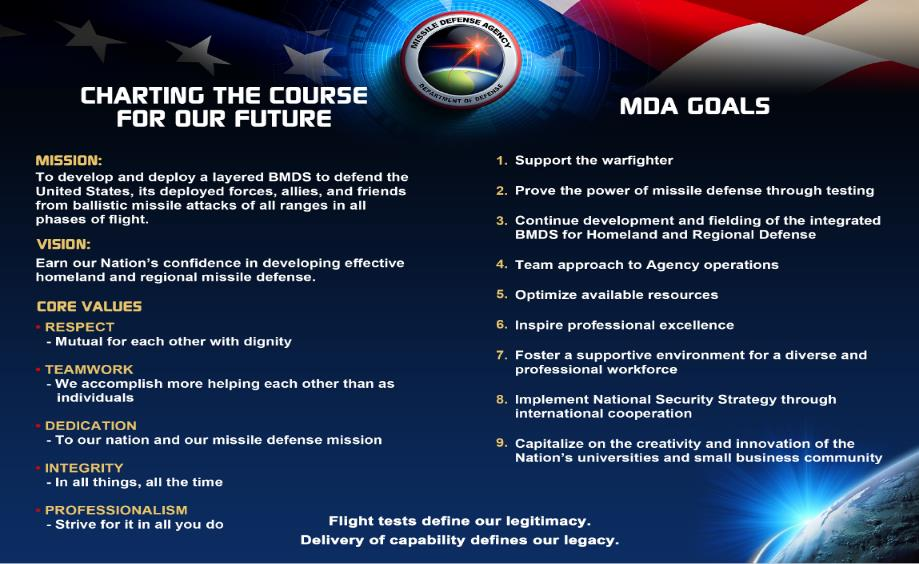 MISSILE DEFENSE AGENCY
DEPARTMENT OF DEFENSE
CHARTING THE COURSE
FOR OUR FUTURE
MISSION:
To develop and deploy a layered BMDS to defend the
United States, its deployed forces, allies, and friends
from ballistic missile attacks of all ranges in all
phases of flight.
VISION:
Earn our Nation's confidence in developing effective
homeland and regional missile defense.
CORE VALUES
• RESPECT
- Mutual for each other with dignity
• TEAMWORK
- We accomplish more helping each other than as
individuals
• DEDICATION
- To our nation and our missile defense mission
• INTEGRITY
- In all things, all the time
• PROFESSIONALISM
- Strive for it in all you do
MDA GOALS
1. Support the warfighter
2. Prove the power of missile defense through testing
3. Continue development and fielding of the integrated
BMDS for Homeland and Regional Defense
4. Team approach to Agency operations
5. Optimize available resources
6. Inspire professional excellence
7. Foster a supportive environment for a diverse and
professional workforce
8. Implement National Security Strategy through
international cooperation
9. Capitalize on the creativity and innovation of the
Nation's universities and small business community
Flight tests define our legitimacy.
Delivery of capability defines our legacy.